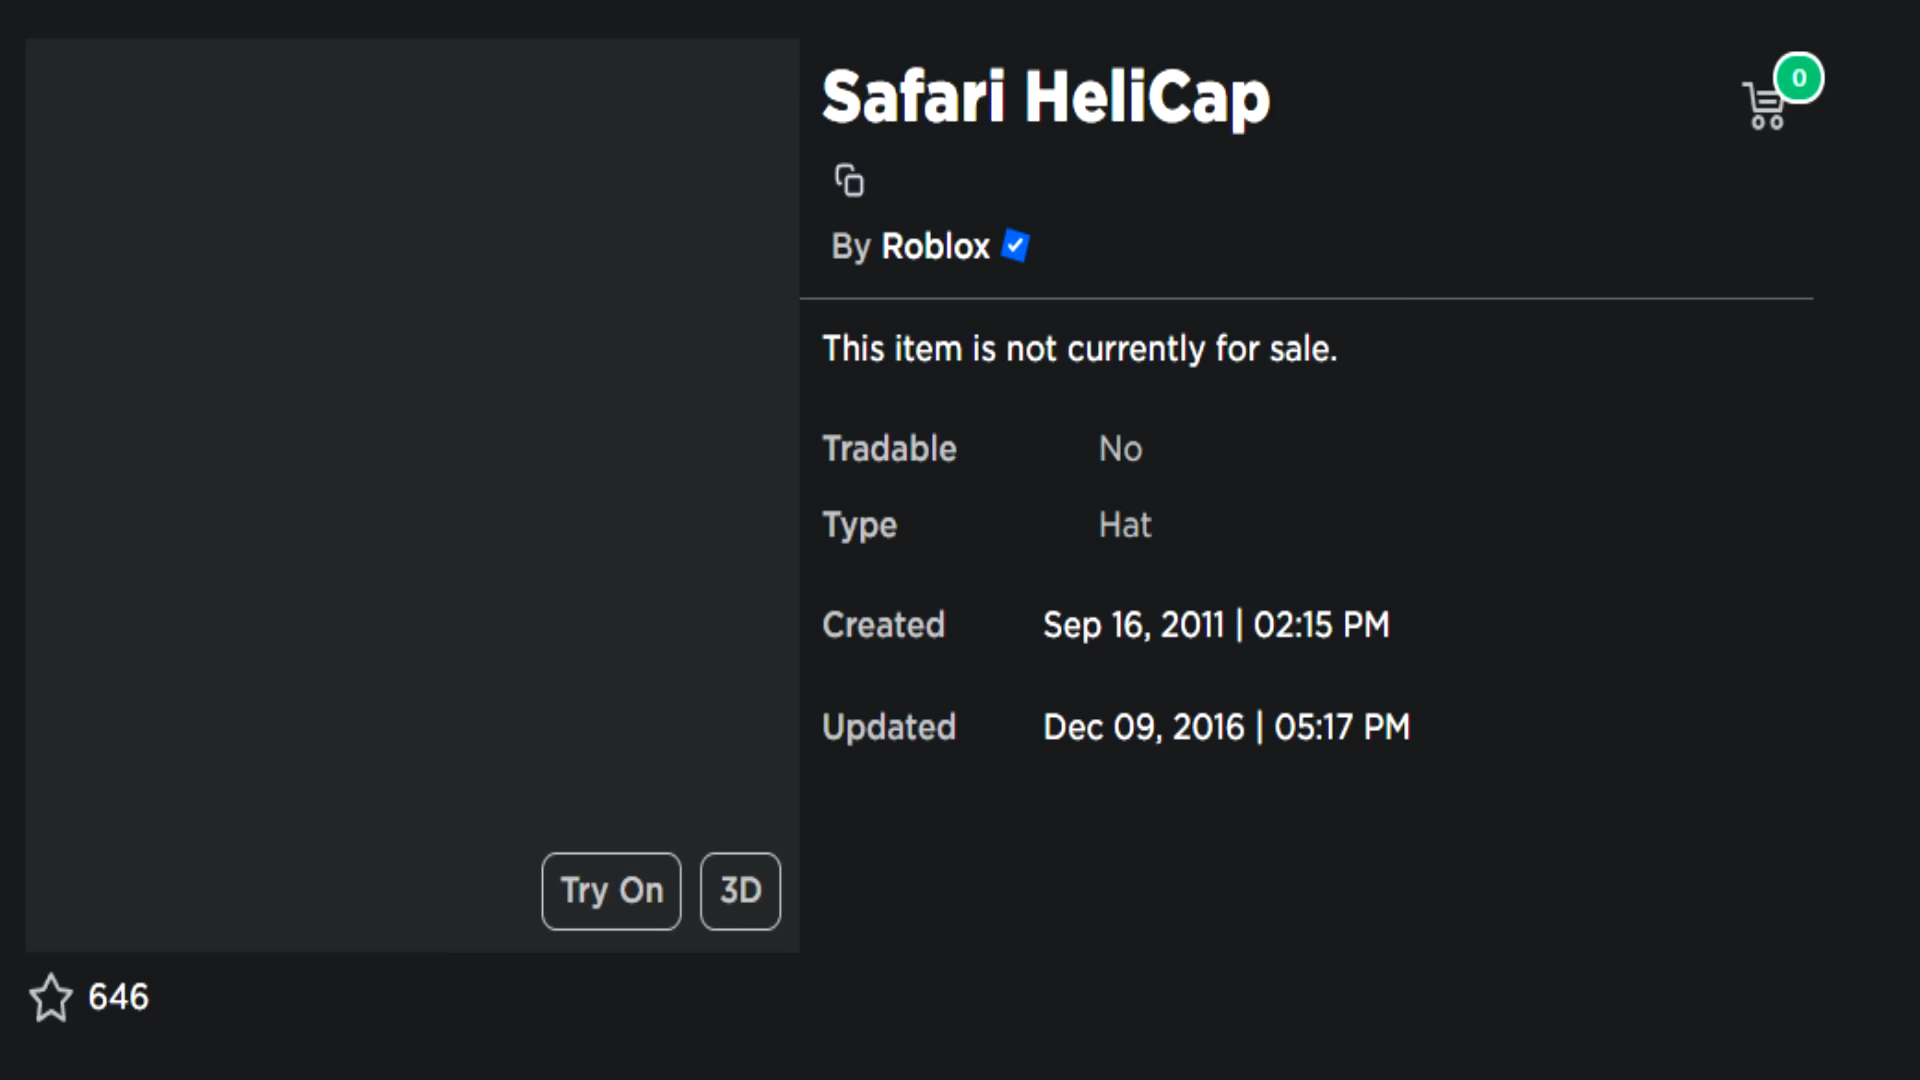 Safari HeliCap
0
By Roblox
This item is not currently for sale.
Tradable No
Type Hat
Created Sep 16, 2011 | 02:15 PM
Updated Dec 09, 2016 | 05:17 PM
Try On 3D
646